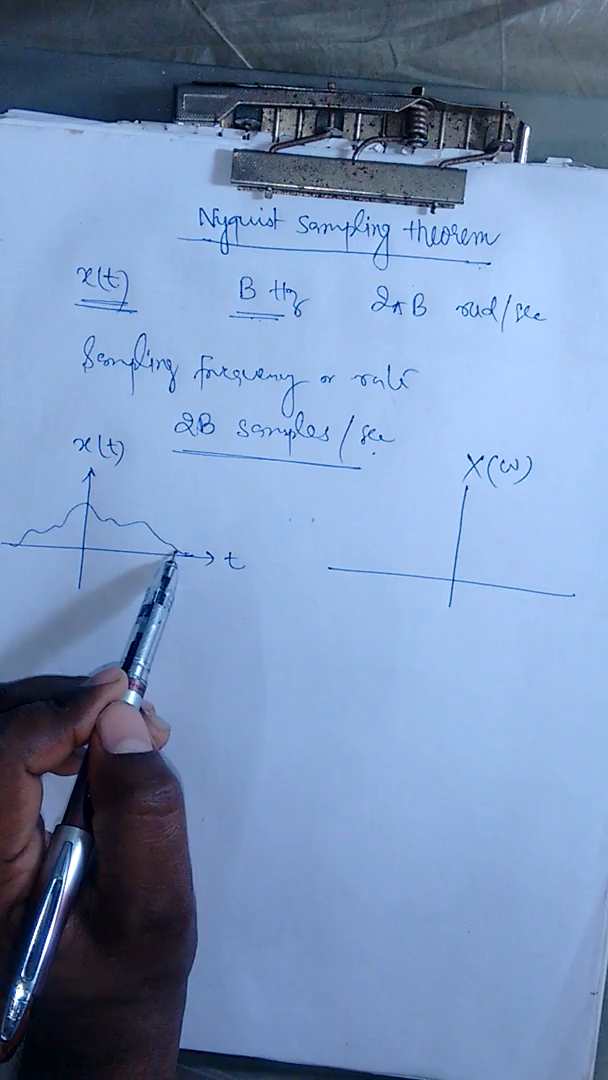 Nyquist Sampling theorem
x(t) B Hz 2πB rad/sec
Sampling frequency or rate
2B samples/sec
x(t)
X(ω)
t